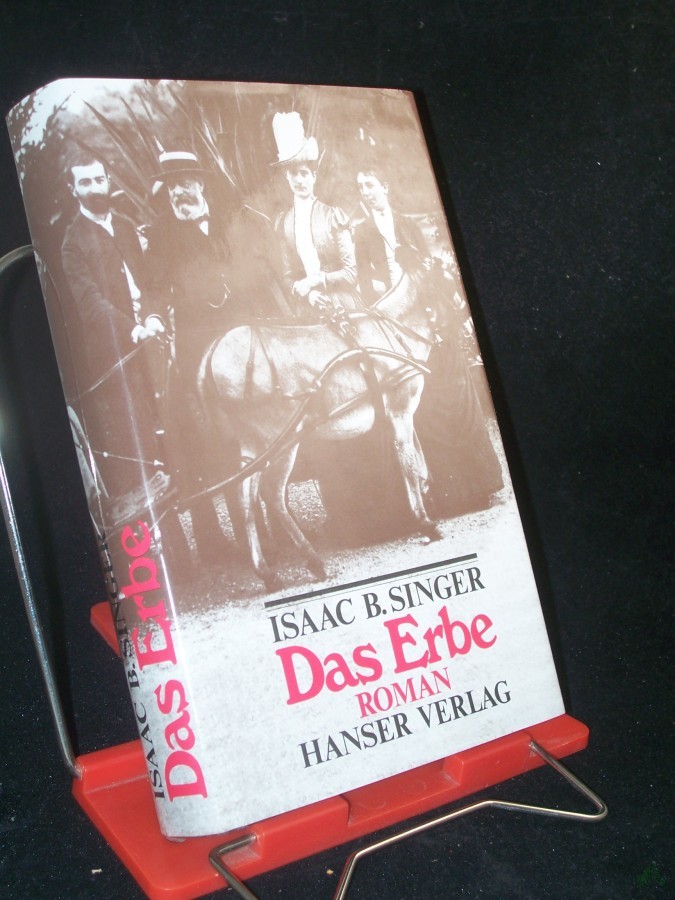 ISAAC B. SINGER
Das Erbe
ROMAN
HANSER VERLAG
ISAAC B. SINGER
Das Erbe